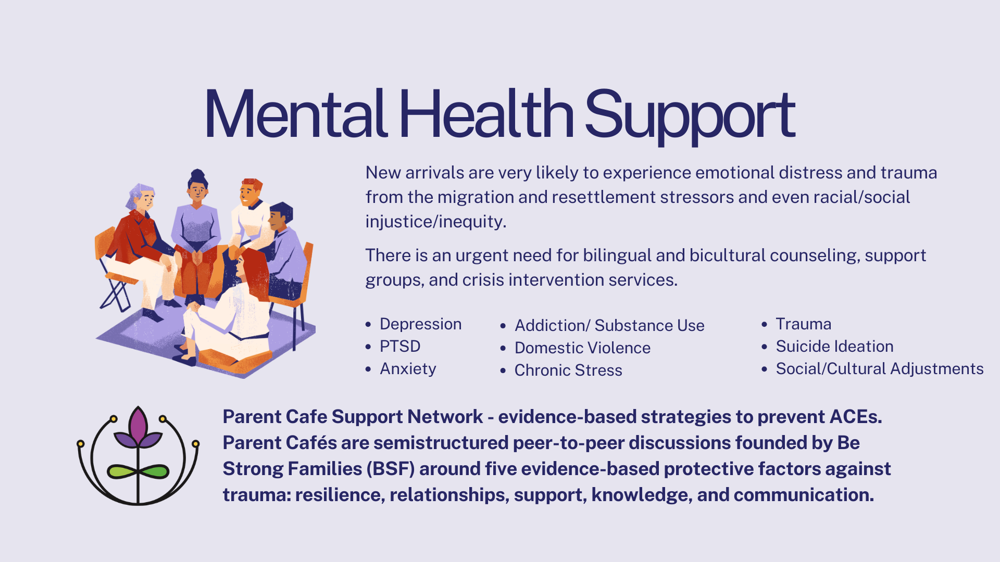 Mental Health Support
New arrivals are very likely to experience emotional distress and trauma
from the migration and resettlement stressors and even racial/social
injustice/inequity.
There is an urgent need for bilingual and bicultural counseling, support
groups, and crisis intervention services.
• Depression
• PTSD
• Anxiety
• Addiction/ Substance Use
• Domestic Violence
• Chronic Stress
• Trauma
• Suicide Ideation
• Social/Cultural Adjustments
Parent Cafe Support Network - evidence-based strategies to prevent ACEs.
Parent Cafés are semistructured peer-to-peer discussions founded by Be
Strong Families (BSF) around five evidence-based protective factors against
trauma: resilience, relationships, support, knowledge, and communication.